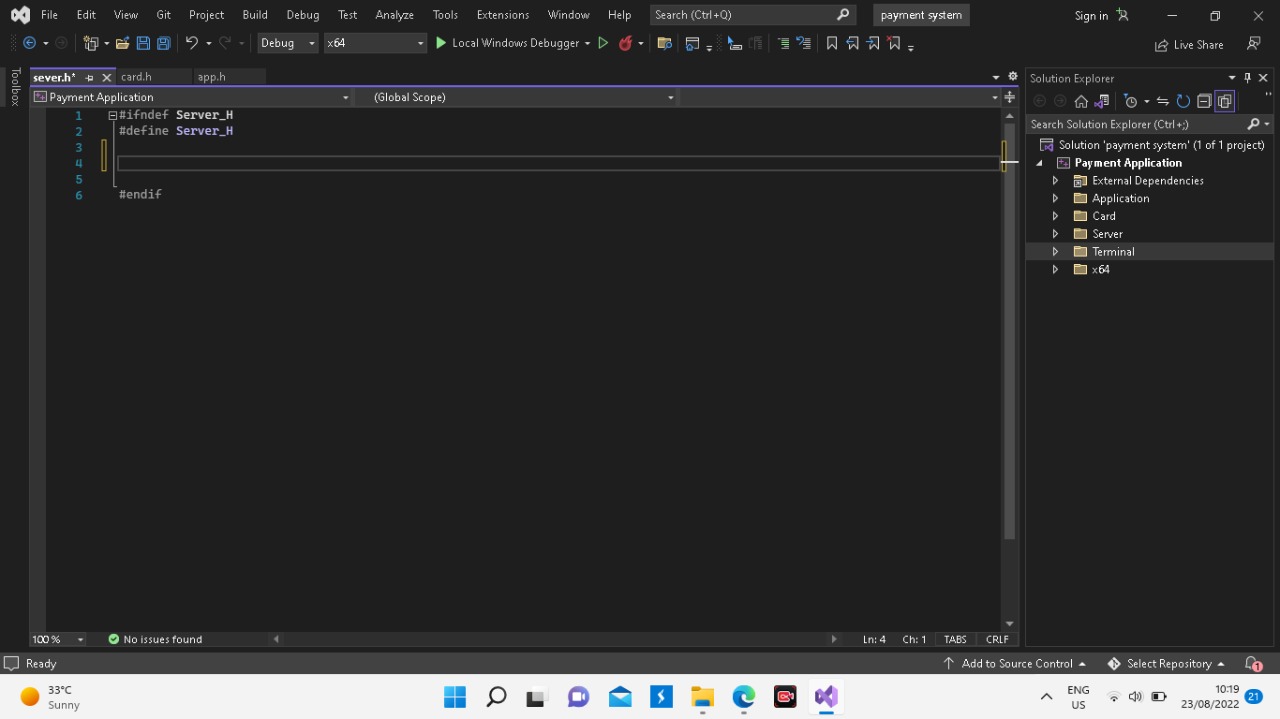 File Edit View Git Project Build Debug Test Analyze Tools Extensions Window Help Search (Ctrl+Q) payment system Sign in
Debug x64 Local Windows Debugger Live Share
Toolbox
sever.h* card.h app.h
Payment Application (Global Scope)
1 #ifndef Server_H
2 #define Server_H
3
4
5
6 #endif
100 % No issues found Ln: 4 Ch: 1 TABS CRLF
Solution Explorer
Search Solution Explorer (Ctrl+;)
Solution 'payment system' (1 of 1 project)
Payment Application
External Dependencies
Application
Card
Server
Terminal
x64
Ready Add to Source Control Select Repository 1
33°C
Sunny
ENG
US
10:19
23/08/2022
21